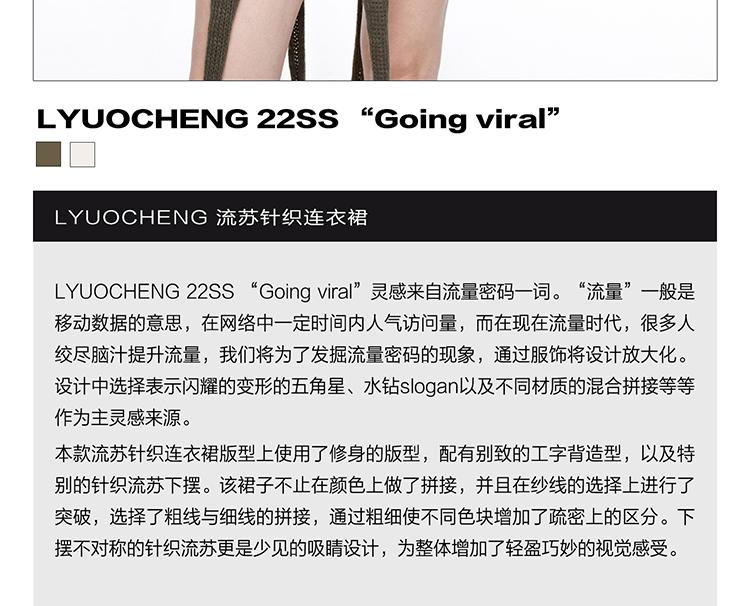 LYUOCHENG 22SS “Going viral”
LYUOCHENG 流苏针织连衣裙
LYUOCHENG 22SS “Going viral”灵感来自流量密码一词。“流量”一般是
移动数据的意思，在网络中一定时间内人气访问量，而在现在流量时代，很多人
绞尽脑汁提升流量，我们将为了发掘流量密码的现象，通过服饰将设计放大化。
设计中选择表示闪耀的变形的五角星、水钻slogan以及不同材质的混合拼接等等
作为主灵感来源。
本款流苏针织连衣裙版型上使用了修身的版型，配有别致的工字背造型，以及特
别的针织流苏下摆。该裙子不止在颜色上做了拼接，并且在纱线的选择上进行了
突破，选择了粗线与细线的拼接，通过粗细使不同色块增加了疏密上的区分。下
摆不对称的针织流苏更是少见的吸睛设计，为整体增加了轻盈巧妙的视觉感受。